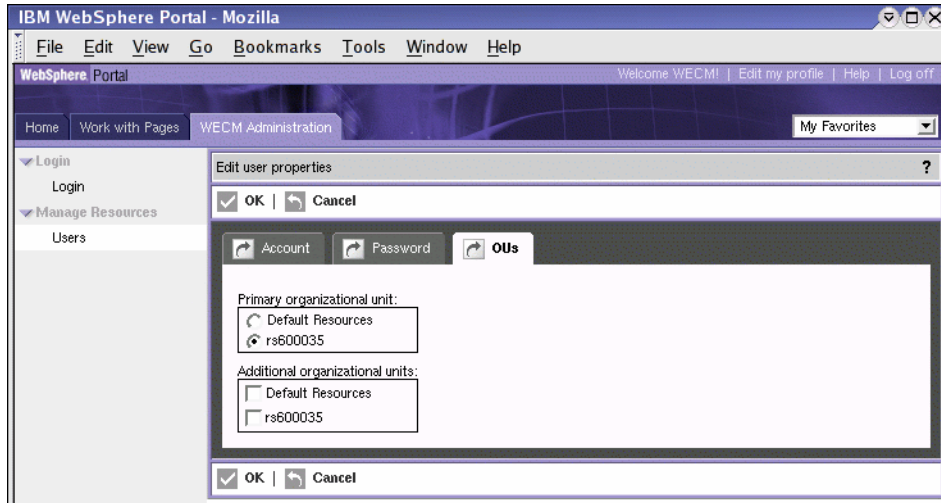 IBM WebSphere Portal - Mozilla
File Edit View Go Bookmarks Tools Window Help
WebSphere Portal Welcome WECM! | Edit my profile | Help | Log off
Home Work with Pages WECM Administration My Favorites
Login
Login
Manage Resources
Users
Edit user properties ?
OK | Cancel
Account Password OUs
Primary organizational unit:
Default Resources
rs600035
Additional organizational units:
Default Resources
rs600035
OK | Cancel